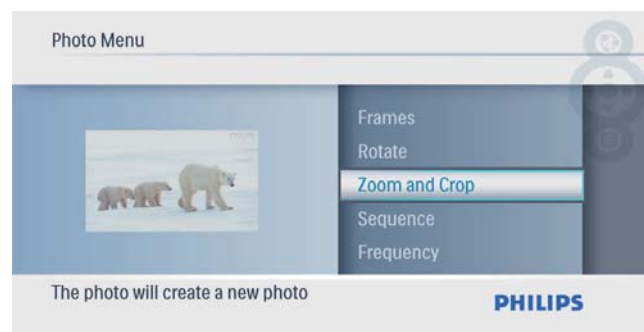 Photo Menu
Frames
Rotate
Zoom and Crop
Sequence
Frequency
The photo will create a new photo
PHILIPS